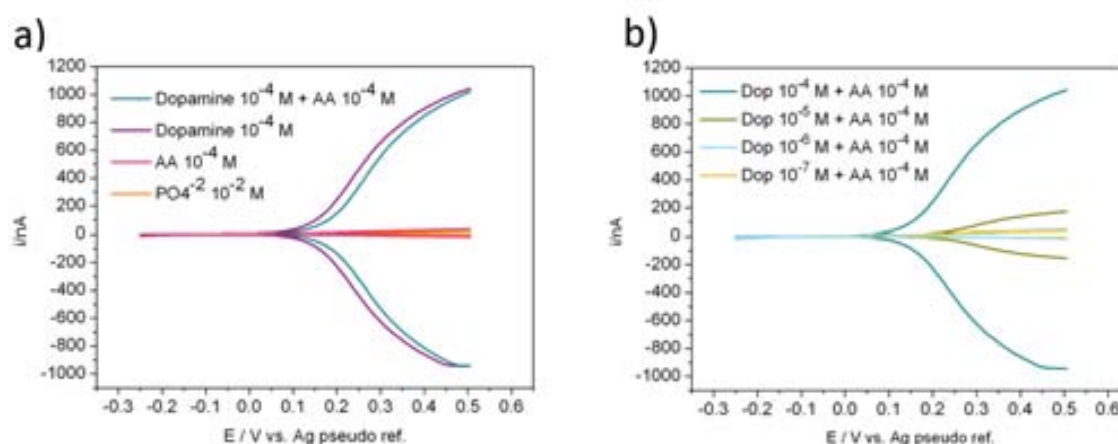 a)
1200
1000
800
600
400
200
0
-200
-400
-600
-800
-1000
i/nA
Dopamine 10⁻⁴ M + AA 10⁻⁴ M
Dopamine 10⁻⁴ M
AA 10⁻⁴ M
PO4⁻² 10⁻² M
-0.3 -0.2 -0.1 0.0 0.1 0.2 0.3 0.4 0.5 0.6
E / V vs. Ag pseudo ref.
b)
1200
1000
800
600
400
200
0
-200
-400
-600
-800
-1000
i/nA
Dop 10⁻⁴ M + AA 10⁻⁴ M
Dop 10⁻⁵ M + AA 10⁻⁴ M
Dop 10⁻⁶ M + AA 10⁻⁴ M
Dop 10⁻⁷ M + AA 10⁻⁴ M
-0.3 -0.2 -0.1 0.0 0.1 0.2 0.3 0.4 0.5 0.6
E / V vs. Ag pseudo ref.